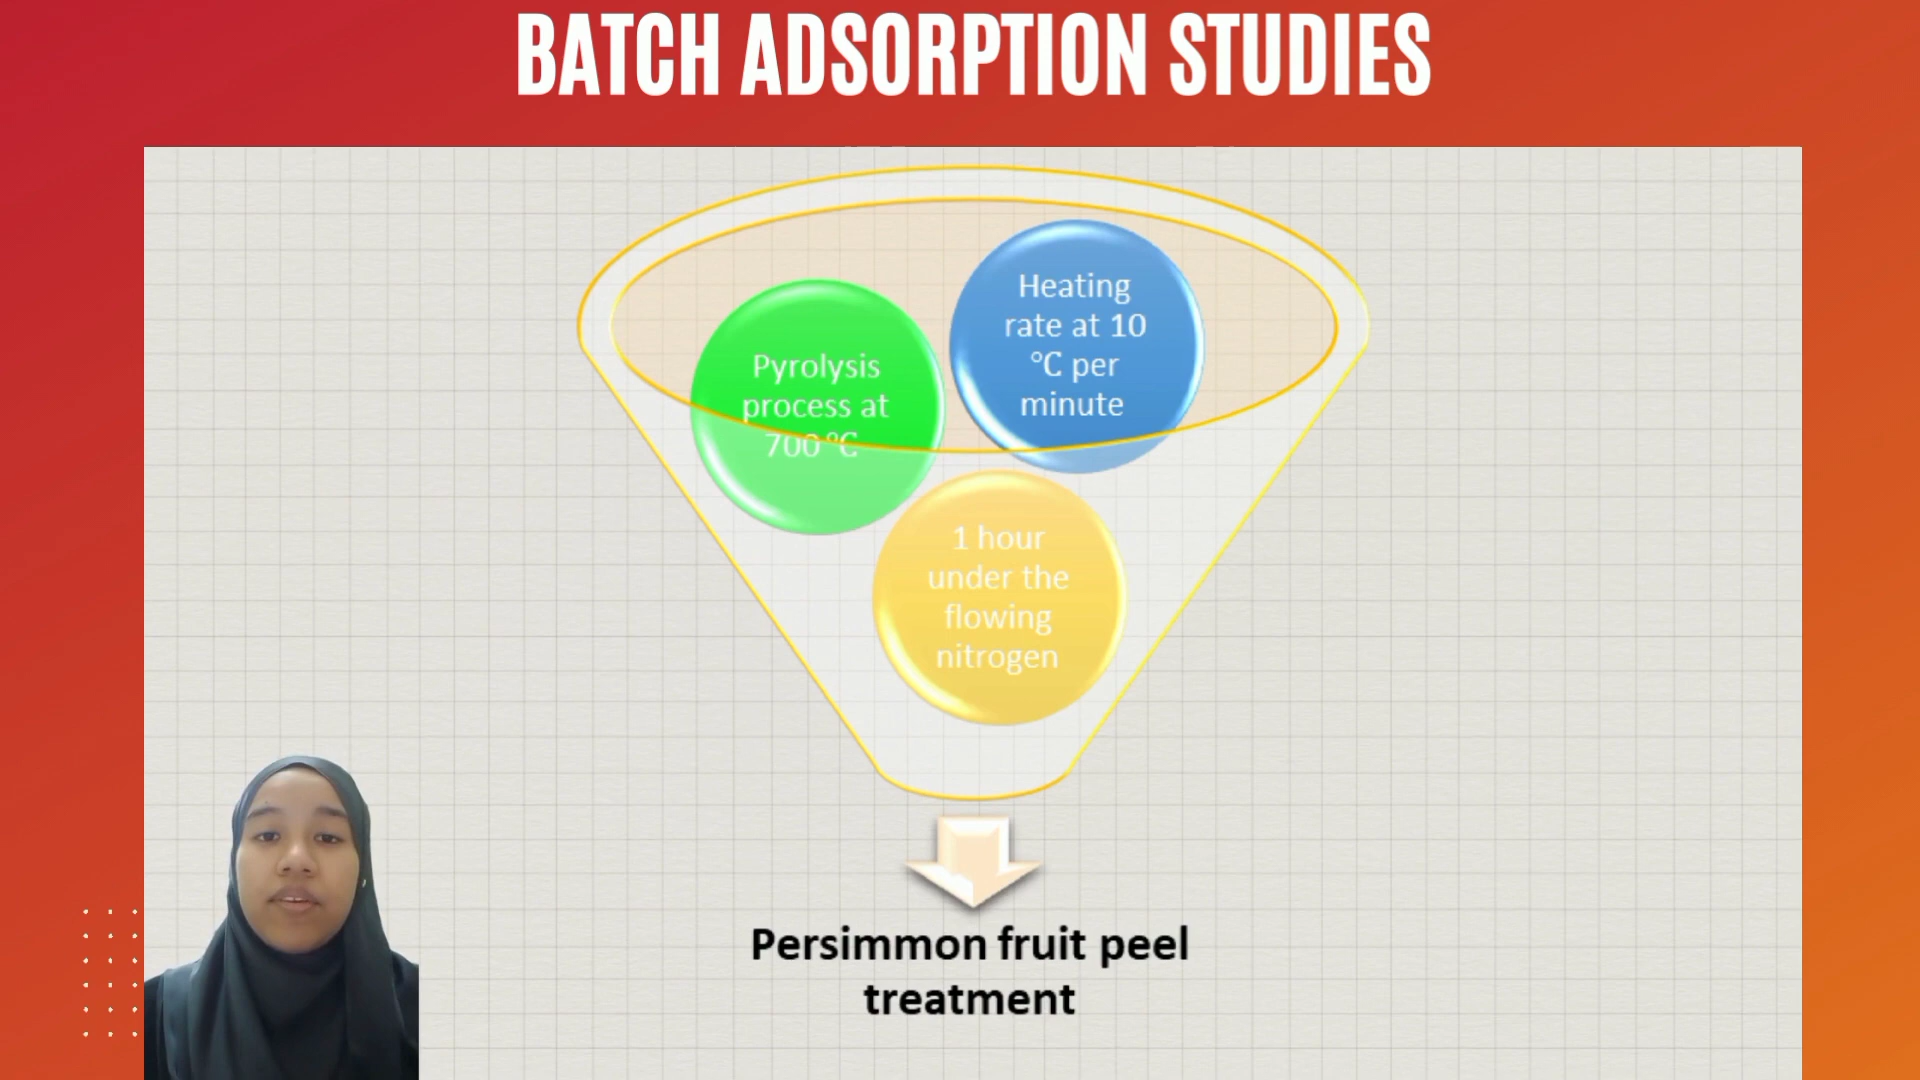 BATCH ADSORPTION STUDIES
Pyrolysis
process at
700 °C
Heating
rate at 10
°C per
minute
1 hour
under the
flowing
nitrogen
Persimmon fruit peel
treatment